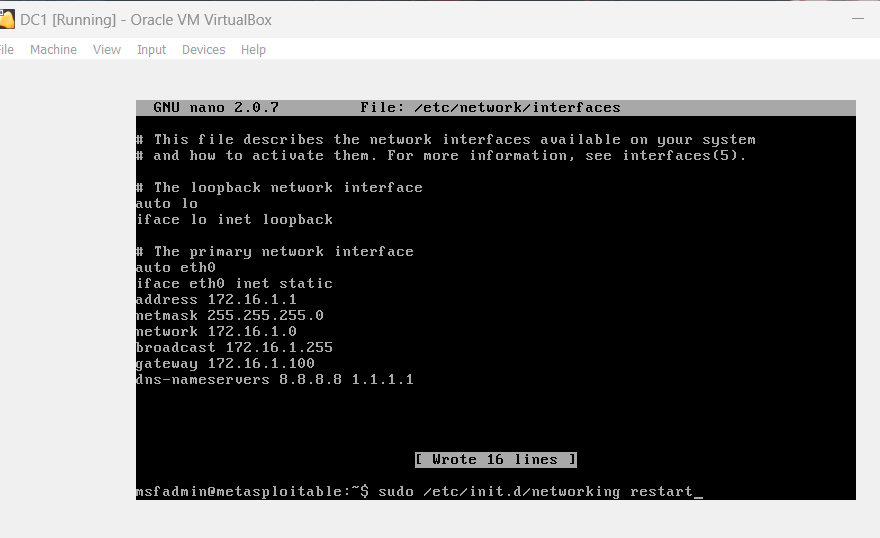 DC1 [Running] - Oracle VM VirtualBox
File Machine View Input Devices Help
GNU nano 2.0.7 File: /etc/network/interfaces
# This file describes the network interfaces available on your system
# and how to activate them. For more information, see interfaces(5).
# The loopback network interface
auto lo
iface lo inet loopback
# The primary network interface
auto eth0
iface eth0 inet static
address 172.16.1.1
netmask 255.255.255.0
network 172.16.1.0
broadcast 172.16.1.255
gateway 172.16.1.100
dns-nameservers 8.8.8.8 1.1.1.1
[ Wrote 16 lines ]
msfadmin@metasploitable:~$ sudo /etc/init.d/networking restart_